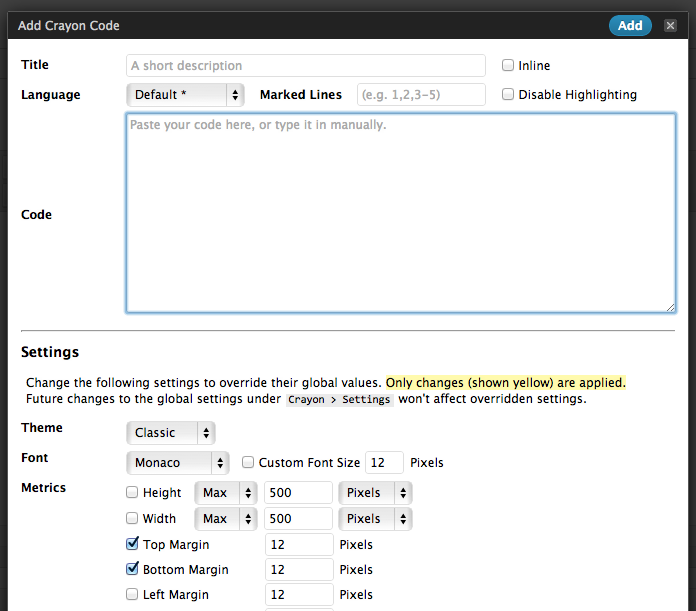 Add Crayon Code Add
Title A short description Inline
Language Default * Marked Lines (e.g. 1,2,3-5) Disable Highlighting
Paste your code here, or type it in manually.
Code
Settings
Change the following settings to override their global values. Only changes (shown yellow) are applied.
Future changes to the global settings under Crayon > Settings won't affect overridden settings.
Theme Classic
Font Monaco Custom Font Size 12 Pixels
Metrics Height Max 500 Pixels
Width Max 500 Pixels
Top Margin 12 Pixels
Bottom Margin 12 Pixels
Left Margin 12 Pixels